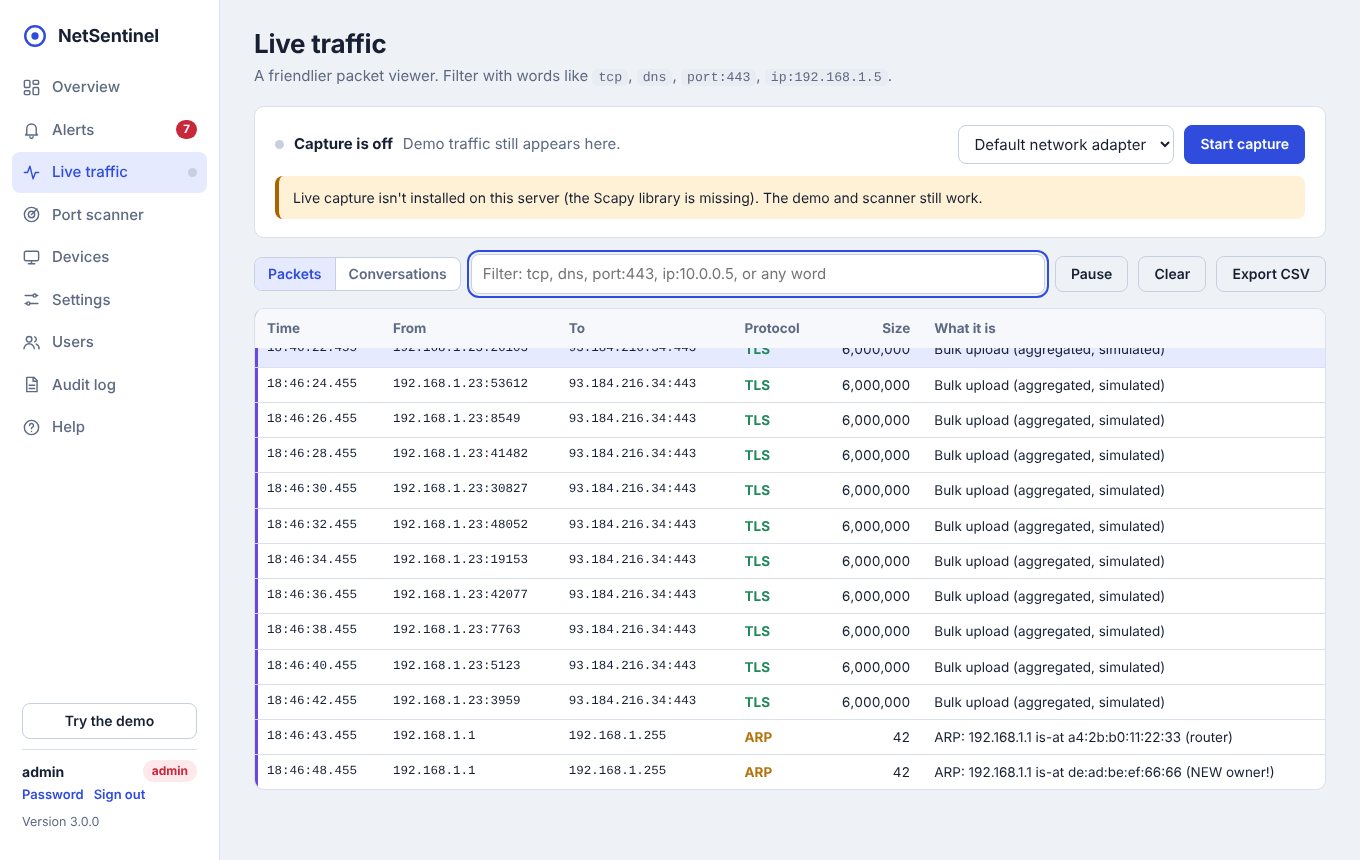 NetSentinel
Overview
Alerts 7
Live traffic
Port scanner
Devices
Settings
Users
Audit log
Help
Try the demo
admin admin
Password Sign out
Version 3.0.0
Live traffic
A friendlier packet viewer. Filter with words like tcp , dns , port:443 , ip:192.168.1.5 .
Capture is off Demo traffic still appears here. Default network adapter Start capture
Live capture isn't installed on this server (the Scapy library is missing). The demo and scanner still work.
Packets Conversations Filter: tcp, dns, port:443, ip:10.0.0.5, or any word Pause Clear Export CSV
Time From To Protocol Size What it is
TLS 6,000,000 Bulk upload (aggregated, simulated)
18:46:24.455 192.168.1.23:53612 93.184.216.34:443 TLS 6,000,000 Bulk upload (aggregated, simulated)
18:46:26.455 192.168.1.23:8549 93.184.216.34:443 TLS 6,000,000 Bulk upload (aggregated, simulated)
18:46:28.455 192.168.1.23:41482 93.184.216.34:443 TLS 6,000,000 Bulk upload (aggregated, simulated)
18:46:30.455 192.168.1.23:30827 93.184.216.34:443 TLS 6,000,000 Bulk upload (aggregated, simulated)
18:46:32.455 192.168.1.23:48052 93.184.216.34:443 TLS 6,000,000 Bulk upload (aggregated, simulated)
18:46:34.455 192.168.1.23:19153 93.184.216.34:443 TLS 6,000,000 Bulk upload (aggregated, simulated)
18:46:36.455 192.168.1.23:42077 93.184.216.34:443 TLS 6,000,000 Bulk upload (aggregated, simulated)
18:46:38.455 192.168.1.23:7763 93.184.216.34:443 TLS 6,000,000 Bulk upload (aggregated, simulated)
18:46:40.455 192.168.1.23:5123 93.184.216.34:443 TLS 6,000,000 Bulk upload (aggregated, simulated)
18:46:42.455 192.168.1.23:3959 93.184.216.34:443 TLS 6,000,000 Bulk upload (aggregated, simulated)
18:46:43.455 192.168.1.1 192.168.1.255 ARP 42 ARP: 192.168.1.1 is-at a4:2b:b0:11:22:33 (router)
18:46:48.455 192.168.1.1 192.168.1.255 ARP 42 ARP: 192.168.1.1 is-at de:ad:be:ef:66:66 (NEW owner!)